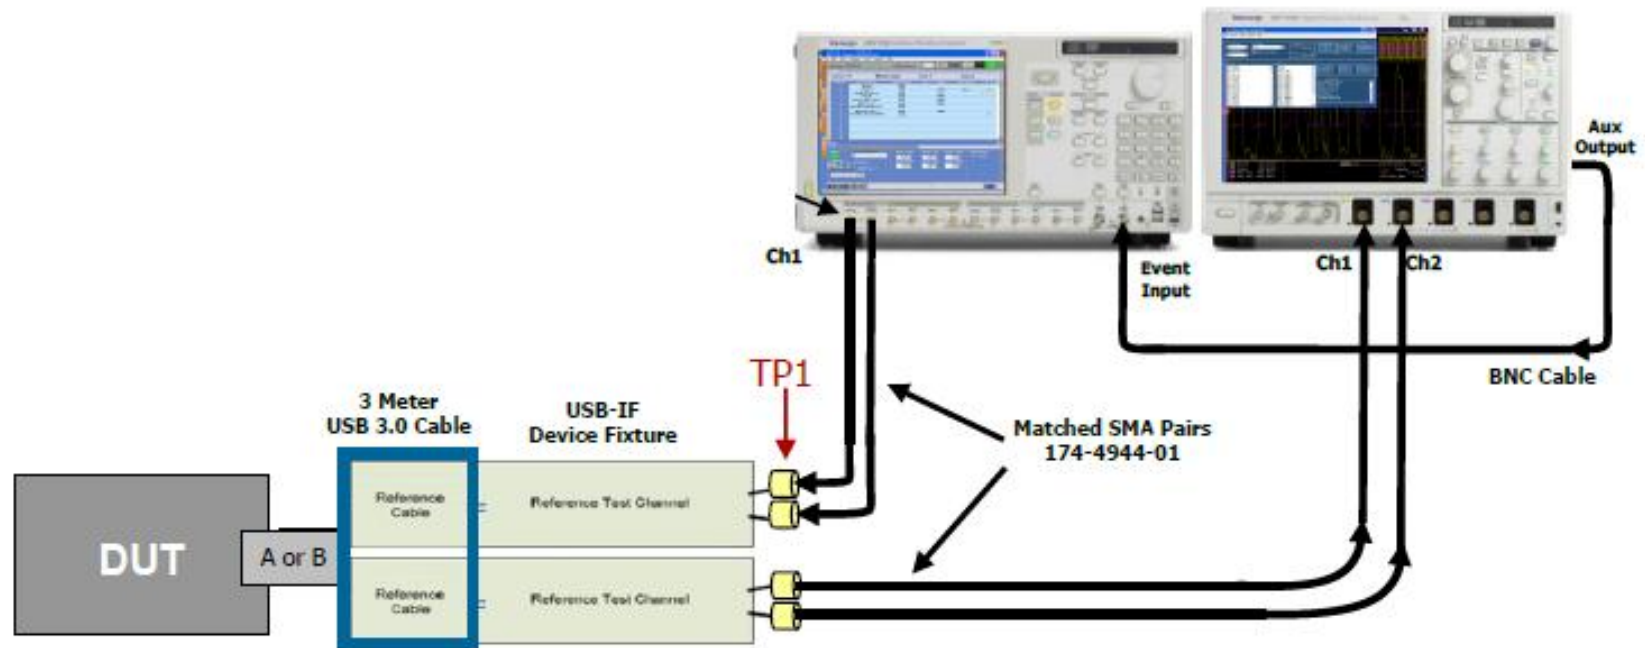 Aux
Output
Ch1
Event
Input
Ch1
Ch2
BNC Cable
TP1
3 Meter
USB 3.0 Cable
USB-IF
Device Fixture
Matched SMA Pairs
174-4944-01
Reference
Cable
Reference Test Channel
DUT
A or B
Reference
Cable
Reference Test Channel